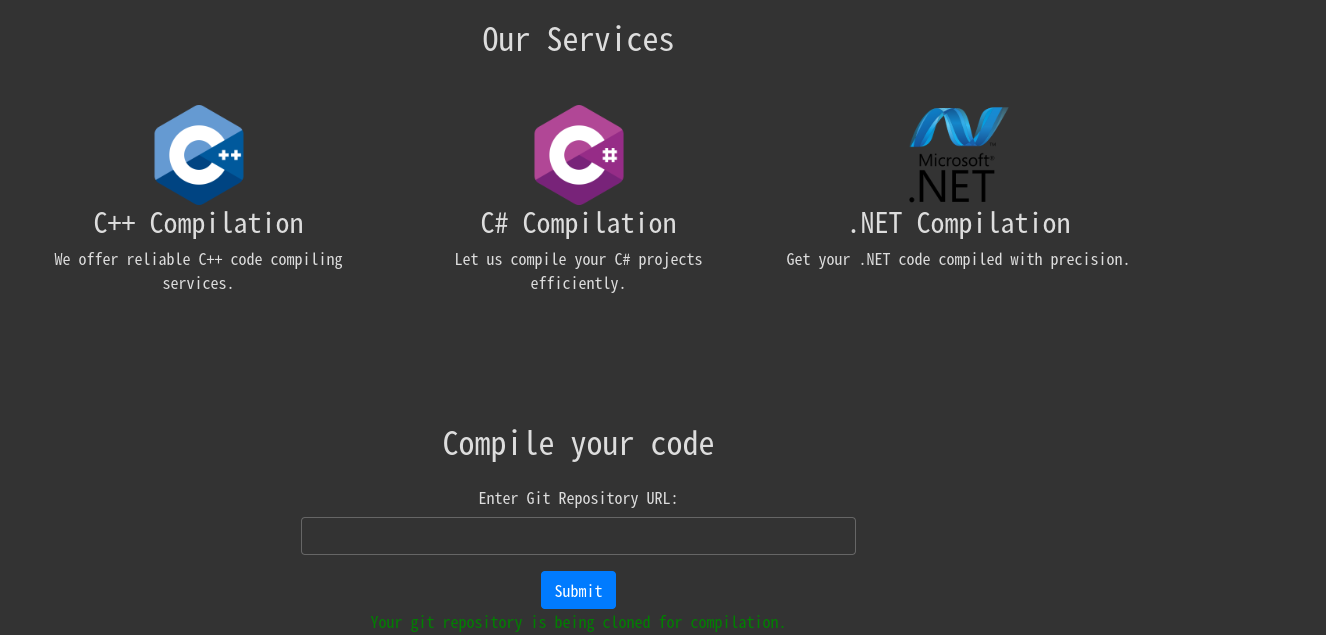 Our Services
C++
C#
Microsoft®
.NET
C++ Compilation
We offer reliable C++ code compiling
services.
C# Compilation
Let us compile your C# projects
efficiently.
.NET Compilation
Get your .NET code compiled with precision.
Compile your code
Enter Git Repository URL:
Submit
Your git repository is being cloned for compilation.